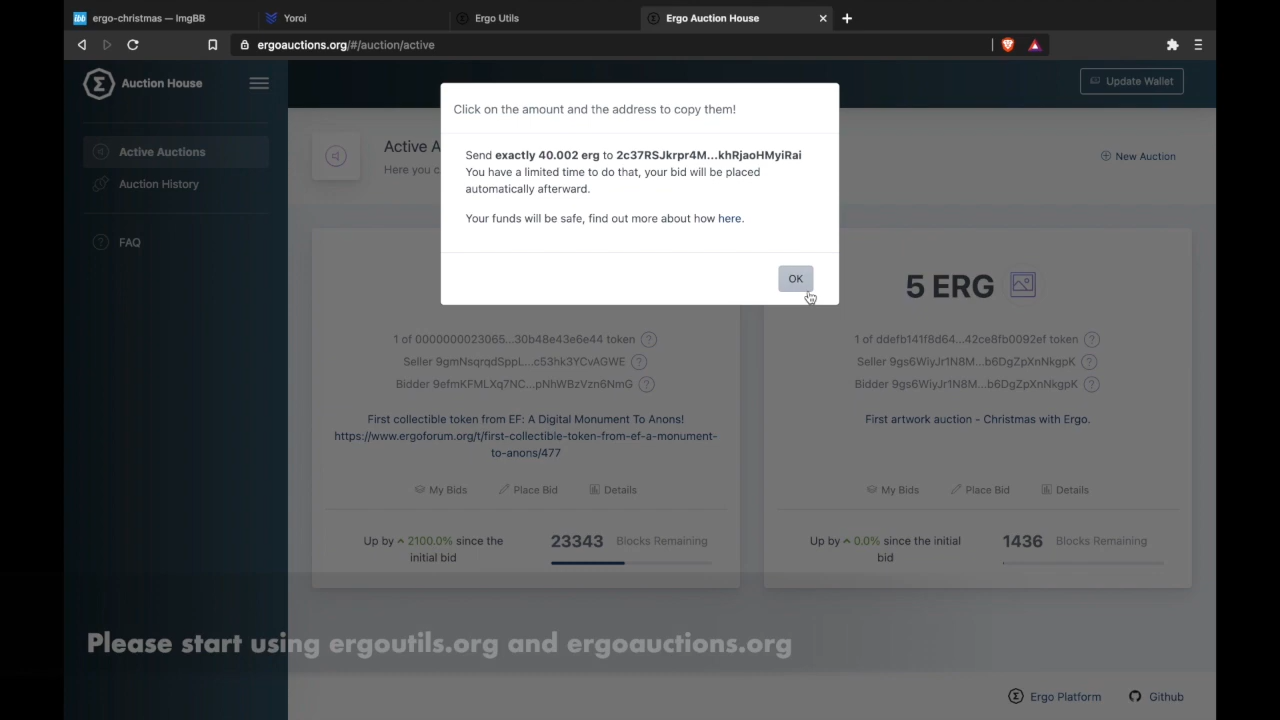 ergo-christmas — ImgBB
Yoroi
Ergo Utils
Ergo Auction House
ergoauctions.org/#/auction/active
Auction House
Update Wallet
Active Auctions
Auction History
FAQ
Active A
Here you c
New Auction
Click on the amount and the address to copy them!
Send exactly 40.002 erg to 2c37RSJkrpr4M...khRjaoHMyiRai
You have a limited time to do that, your bid will be placed
automatically afterward.
Your funds will be safe, find out more about how here.
OK
1 of 0000000023065...30b48e43e6e44 token
Seller 9gmNsqrqdSppL...c53hk3YCvAGWE
Bidder 9efmKFMLXq7NC...pNhWBzVzn6NmG
First collectible token from EF: A Digital Monument To Anons!
https://www.ergoforum.org/t/first-collectible-token-from-ef-a-monument-
to-anons/477
My Bids
Place Bid
Details
Up by 2100.0% since the
initial bid
23343 Blocks Remaining
5 ERG
1 of ddefb141f8d64...42ce8fb0092ef token
Seller 9gs6WiyJr1N8M...b6DgZpXnNkgpK
Bidder 9gs6WiyJr1N8M...b6DgZpXnNkgpK
First artwork auction - Christmas with Ergo.
My Bids
Place Bid
Details
Up by 0.0% since the initial
bid
1436 Blocks Remaining
Please start using ergoutils.org and ergoauctions.org
Ergo Platform
Github